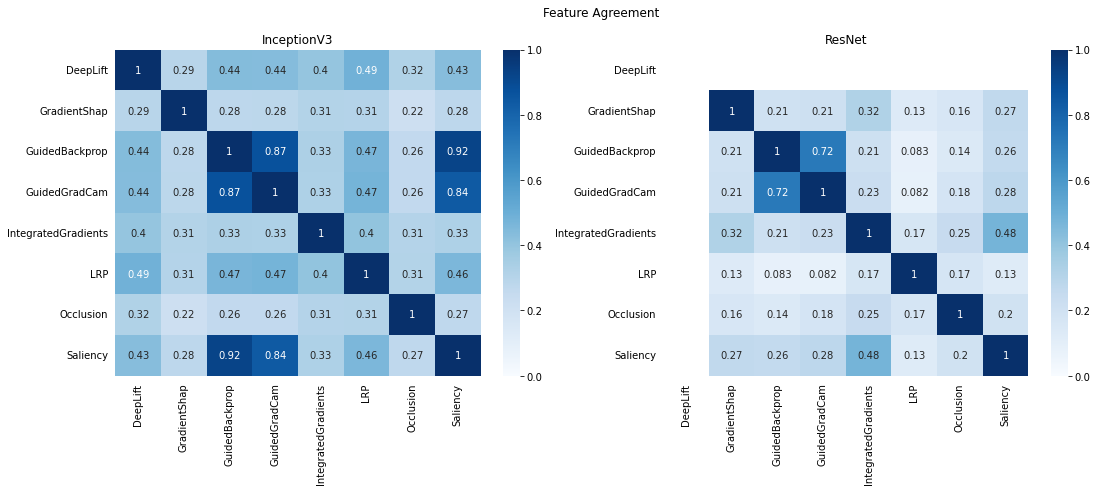 Feature Agreement
InceptionV3
DeepLift 1 0.29 0.44 0.44 0.4 0.49 0.32 0.43
GradientShap 0.29 1 0.28 0.28 0.31 0.31 0.22 0.28
GuidedBackprop 0.44 0.28 1 0.87 0.33 0.47 0.26 0.92
GuidedGradCam 0.44 0.28 0.87 1 0.33 0.47 0.26 0.84
IntegratedGradients 0.4 0.31 0.33 0.33 1 0.4 0.31 0.33
LRP 0.49 0.31 0.47 0.47 0.4 1 0.31 0.46
Occlusion 0.32 0.22 0.26 0.26 0.31 0.31 1 0.27
Saliency 0.43 0.28 0.92 0.84 0.33 0.46 0.27 1
DeepLift
GradientShap
GuidedBackprop
GuidedGradCam
IntegratedGradients
LRP
Occlusion
Saliency
1.0
0.8
0.6
0.4
0.2
0.0
ResNet
DeepLift
GradientShap 1 0.21 0.21 0.32 0.13 0.16 0.27
GuidedBackprop 0.21 1 0.72 0.21 0.083 0.14 0.26
GuidedGradCam 0.21 0.72 1 0.23 0.082 0.18 0.28
IntegratedGradients 0.32 0.21 0.23 1 0.17 0.25 0.48
LRP 0.13 0.083 0.082 0.17 1 0.17 0.13
Occlusion 0.16 0.14 0.18 0.25 0.17 1 0.2
Saliency 0.27 0.26 0.28 0.48 0.13 0.2 1
DeepLift
GradientShap
GuidedBackprop
GuidedGradCam
IntegratedGradients
LRP
Occlusion
Saliency
1.0
0.8
0.6
0.4
0.2
0.0